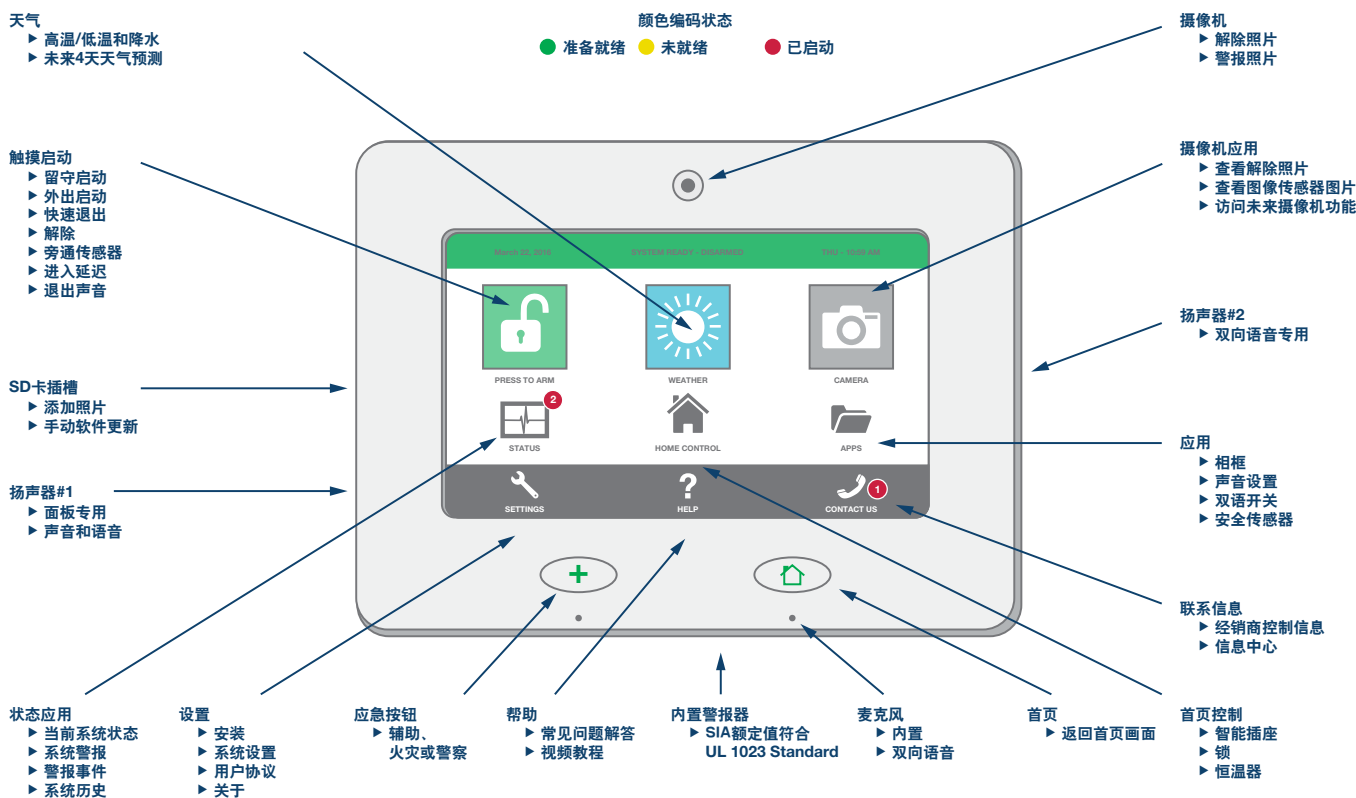 天气
▶ 高温/低温和降水
▶ 未来4天天气预测
颜色编码状态
准备就绪 未就绪 已启动
摄像机
▶ 解除照片
▶ 警报照片
触摸启动
▶ 留守启动
▶ 外出启动
▶ 快速退出
▶ 解除
▶ 旁通传感器
▶ 进入延迟
▶ 退出声音
摄像机应用
▶ 查看解除照片
▶ 查看图像传感器图片
▶ 访问未来摄像机功能
SYSTEM READY - DISARMED
PRESS TO ARM
WEATHER
CAMERA
扬声器#2
▶ 双向语音专用
SD卡插槽
▶ 添加照片
▶ 手动软件更新
2
STATUS
HOME CONTROL
APPS
应用
▶ 相框
▶ 声音设置
▶ 双语开关
▶ 安全传感器
扬声器#1
▶ 面板专用
▶ 声音和语音
?
1
SETTINGS
HELP
CONTACT US
联系信息
▶ 经销商控制信息
▶ 信息中心
状态应用
▶ 当前系统状态
▶ 系统警报
▶ 警报事件
▶ 系统历史
设置
▶ 安装
▶ 系统设置
▶ 用户协议
▶ 关于
应急按钮
▶ 辅助、
火灾或警察
帮助
▶ 常见问题解答
▶ 视频教程
内置警报器
▶ SIA额定值符合
UL 1023 Standard
麦克风
▶ 内置
▶ 双向语音
首页
▶ 返回首页画面
首页控制
▶ 智能插座
▶ 锁
▶ 恒温器